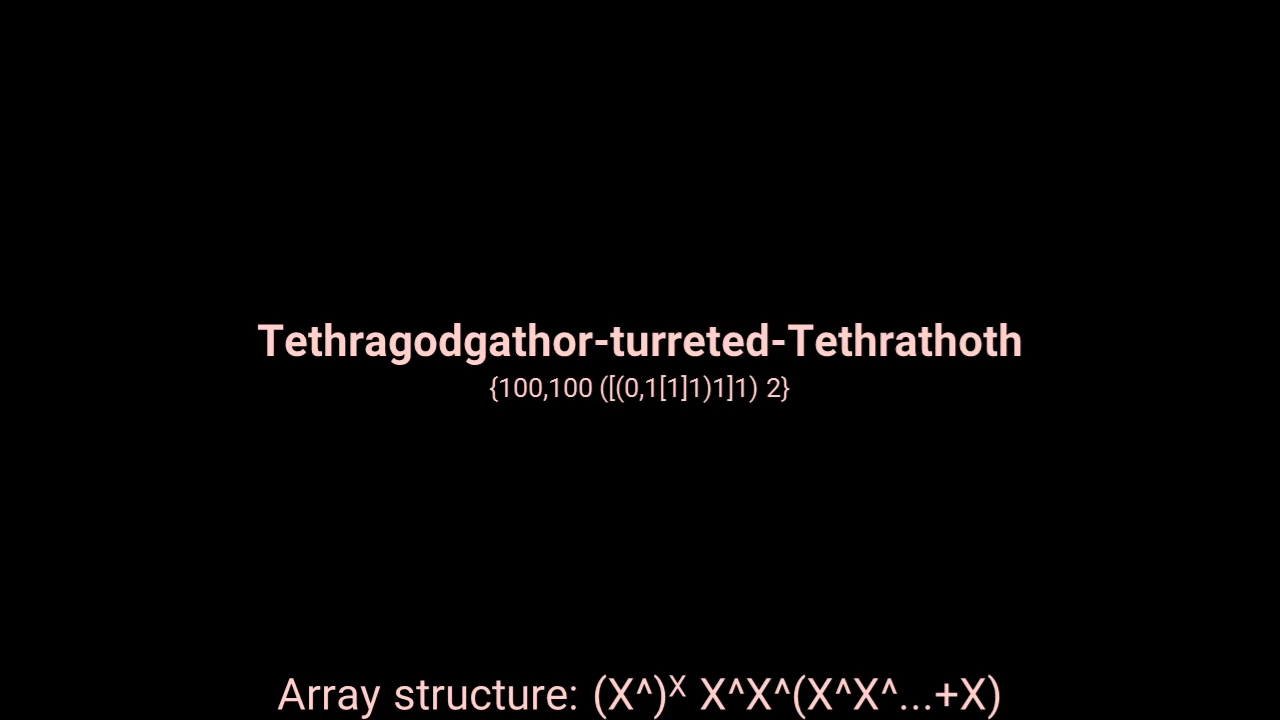 Tethragodgathor-turreted-Tethrathoth
{100,100 ([(0,1[1]1)1]1) 2}
Array structure: (X^)ˣ X^X^(X^X^...+X)